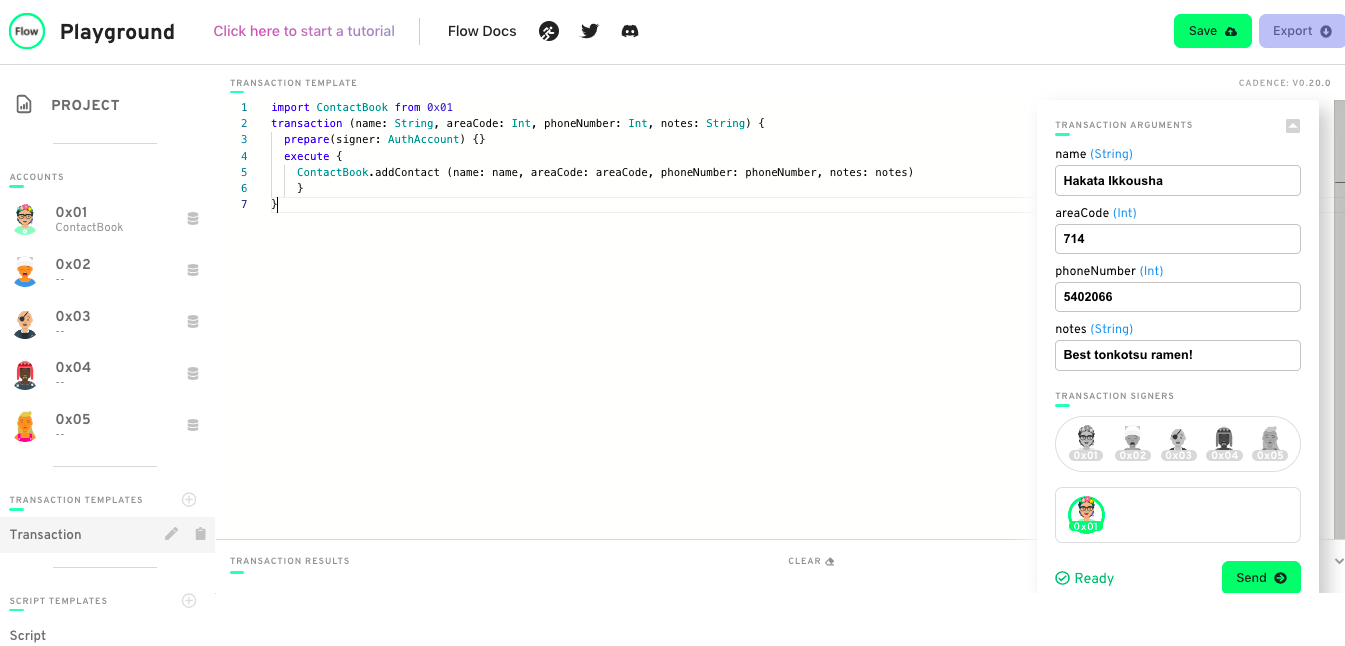 Flow Playground Click here to start a tutorial Flow Docs Save Export
PROJECT
ACCOUNTS
0x01
ContactBook
0x02
--
0x03
--
0x04
--
0x05
--
TRANSACTION TEMPLATES
Transaction
SCRIPT TEMPLATES
Script
TRANSACTION TEMPLATE
CADENCE: V0.20.0
1 import ContactBook from 0x01
2 transaction (name: String, areaCode: Int, phoneNumber: Int, notes: String) {
3 prepare(signer: AuthAccount) {}
4 execute {
5 ContactBook.addContact (name: name, areaCode: areaCode, phoneNumber: phoneNumber, notes: notes)
6 }
7 }
TRANSACTION RESULTS
CLEAR
TRANSACTION ARGUMENTS
name (String)
Hakata Ikkousha
areaCode (Int)
714
phoneNumber (Int)
5402066
notes (String)
Best tonkotsu ramen!
TRANSACTION SIGNERS
0x01 0x02 0x03 0x04 0x05
0x01
Ready
Send